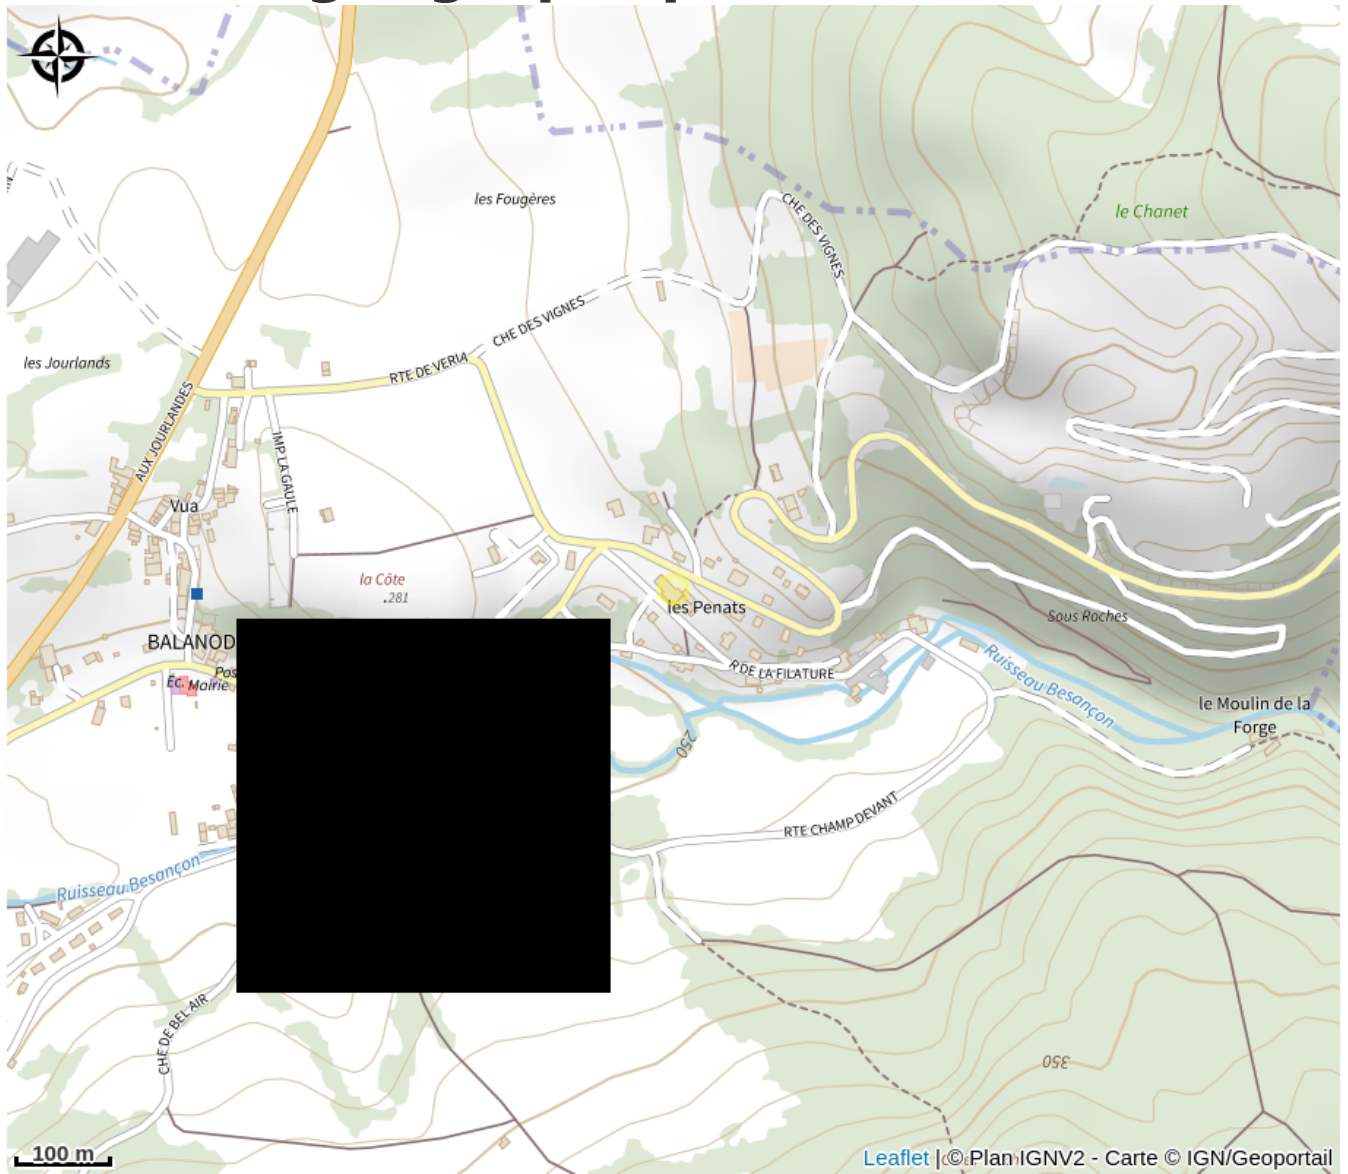 les Fougères
CHE DES VIGNES
le Chanet
CHE DES VIGNES
les Jourlands
RTE DE VERIA
AUX JOURLANDES
IMP LA GAULE
Vua
la Côte
.281
les Penats
Sous Roches
BALANOD
R DE LA FILATURE
Pos
Ec. Mairie
Ruisseau Besançon
le Moulin de la
Forge
250
RTE CHAMP DEVANT
Ruisseau Besançon
CHE DE BEL AIR
350
100 m
Leaflet | © Plan IGNV2 - Carte © IGN/Geoportail